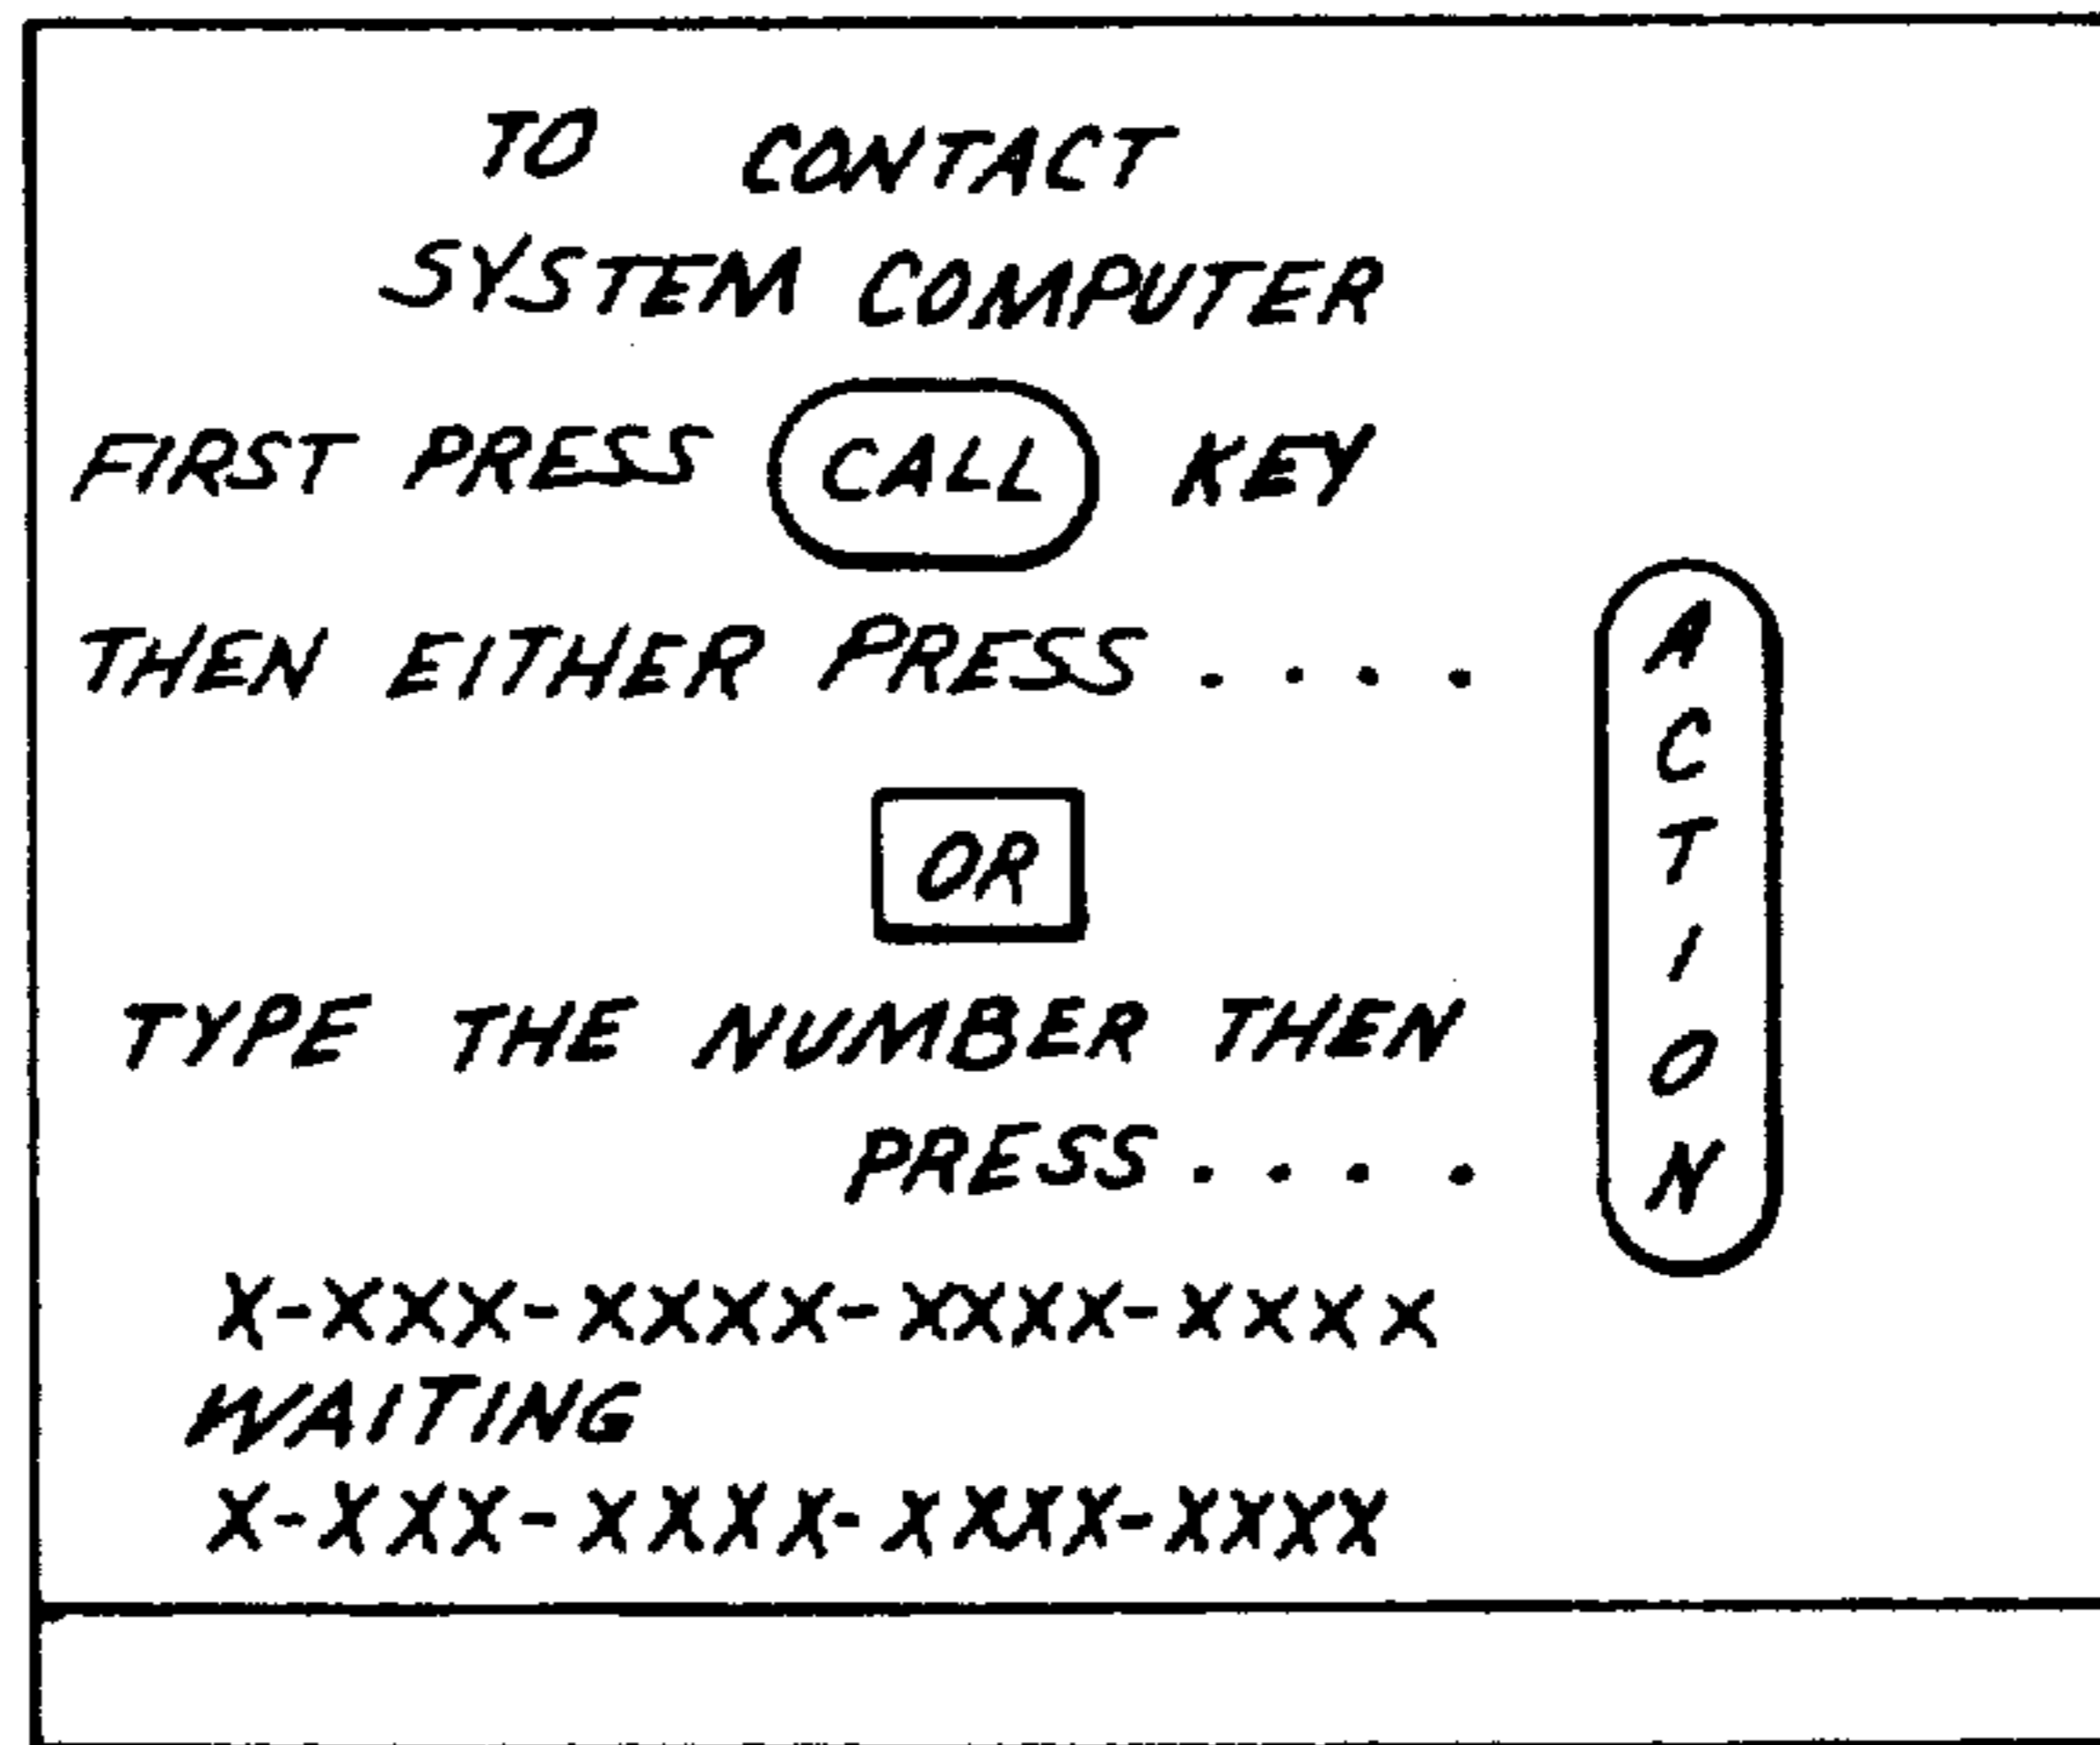 TO CONTACT
SYSTEM COMPUTER
FIRST PRESS CALL KEY
THEN EITHER PRESS . . . .
OR
TYPE THE NUMBER THEN
PRESS . . . .
ACTION
X-XXX-XXXX-XXXX-XXXX
WAITING
X-XXX-XXXX-XXXX-XXXX